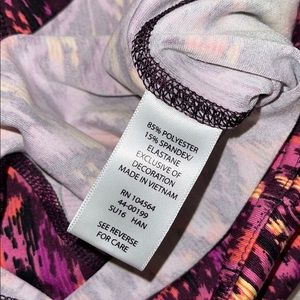 85% POLYESTER
15% SPANDEX/
ELASTANE
EXCLUSIVE OF
DECORATION
MADE IN VIETNAM
RN 104564
44-00199
SU16 HAN
SEE REVERSE
FOR CARE